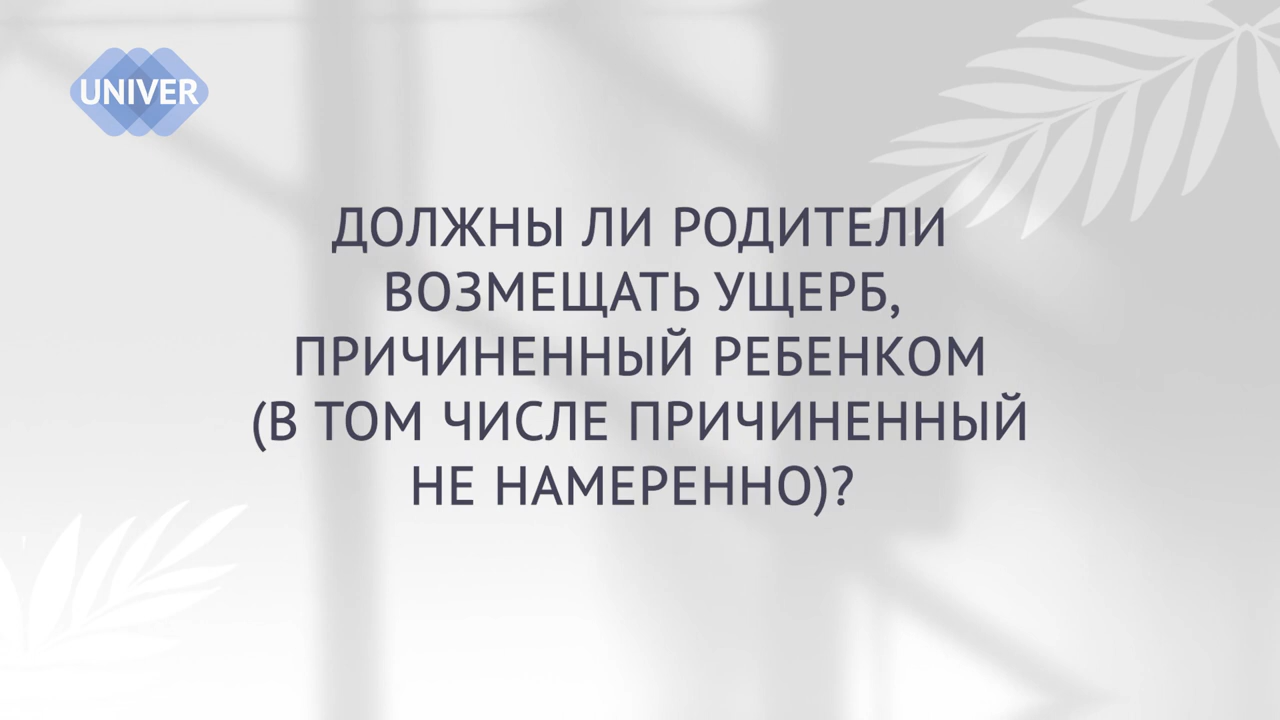 UNIVER
ДОЛЖНЫ ЛИ РОДИТЕЛИ
ВОЗМЕЩАТЬ УЩЕРБ,
ПРИЧИНЕННЫЙ РЕБЕНКОМ
(В ТОМ ЧИСЛЕ ПРИЧИНЕННЫЙ
НЕ НАМЕРЕННО)?